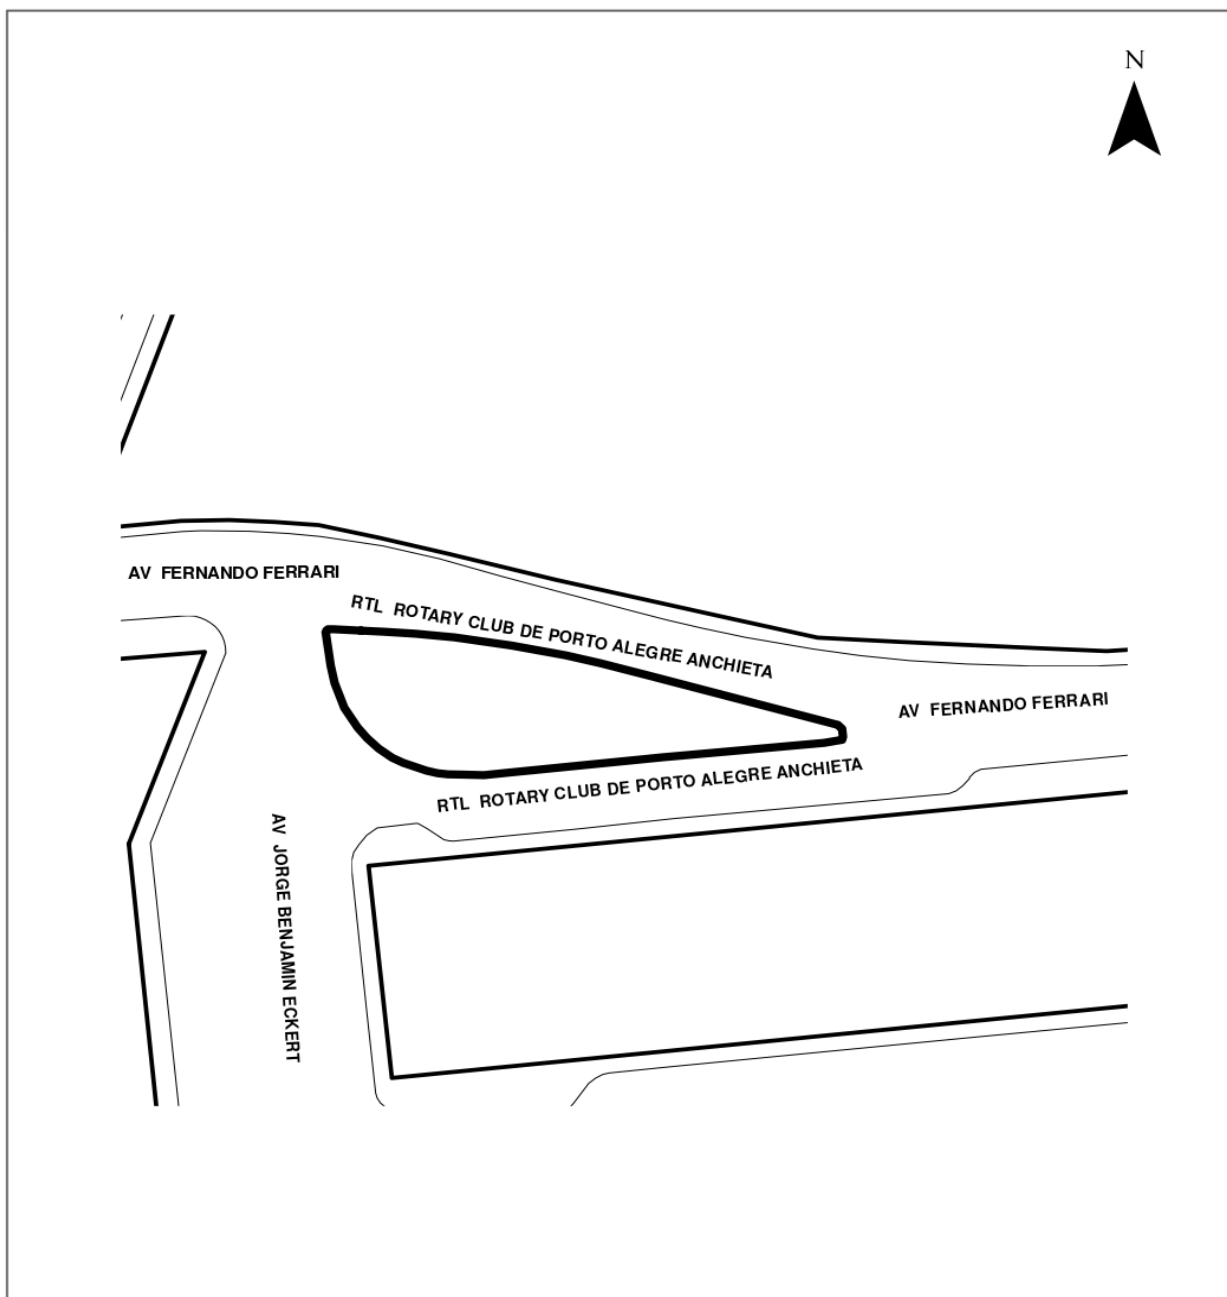 N
AV FERNANDO FERRARI
RTL ROTARY CLUB DE PORTO ALEGRE ANCHIETA
AV FERNANDO FERRARI
RTL ROTARY CLUB DE PORTO ALEGRE ANCHIETA
AV JORGE BENJAMIN ECKERT